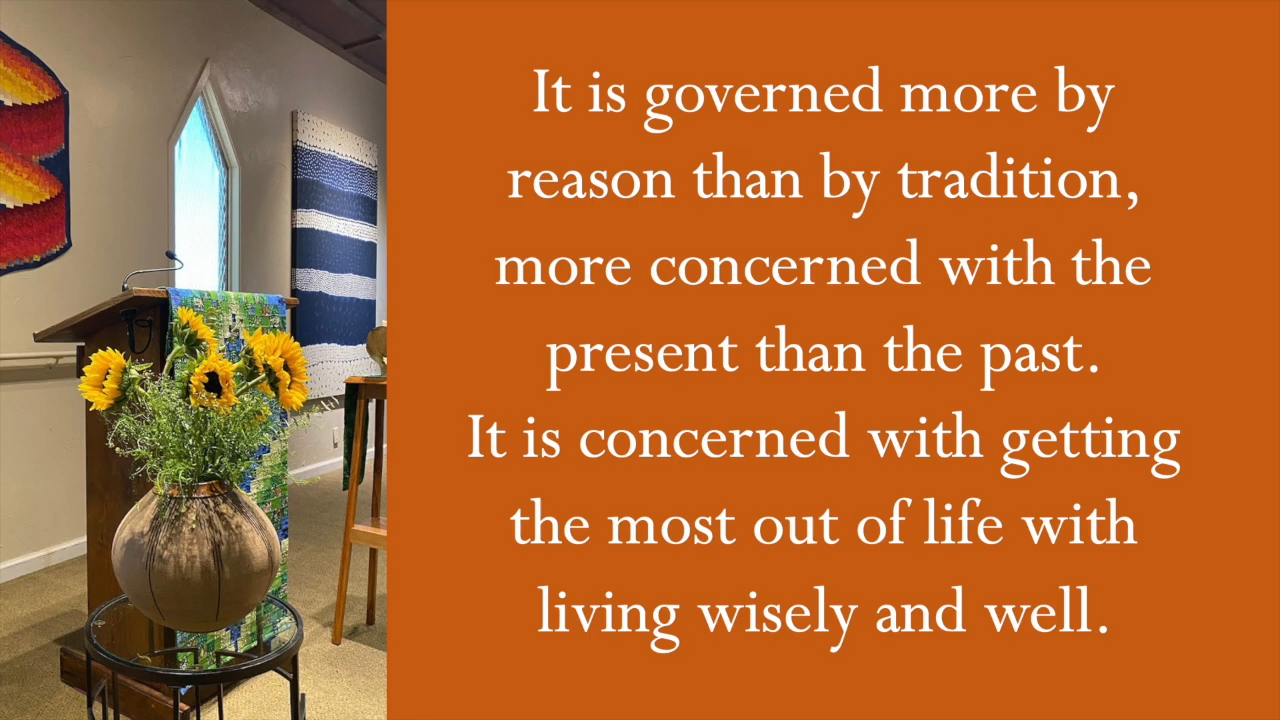 It is governed more by
reason than by tradition,
more concerned with the
present than the past.
It is concerned with getting
the most out of life with
living wisely and well.